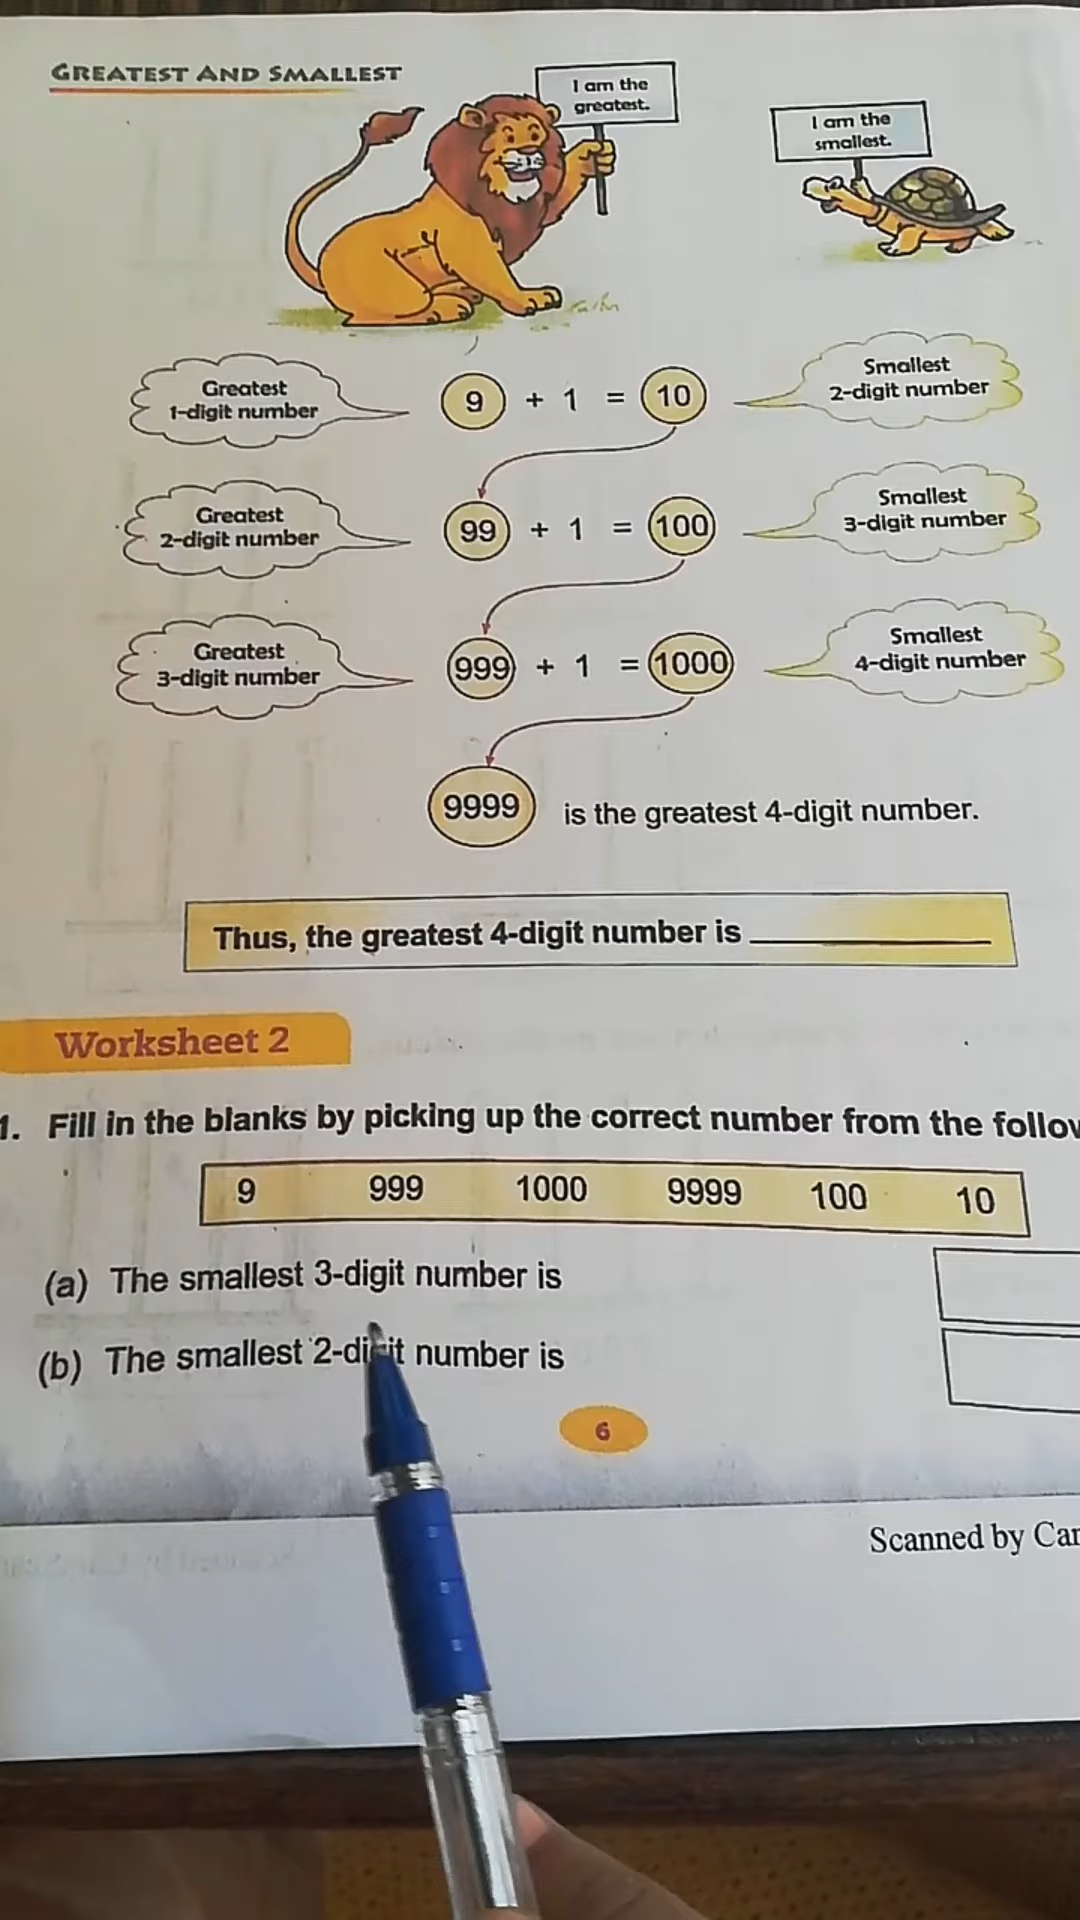 GREATEST AND SMALLEST
I am the
greatest.
I am the
smallest.
Greatest
1-digit number
9 + 1 = 10
Smallest
2-digit number
Greatest
2-digit number
99 + 1 = 100
Smallest
3-digit number
Greatest
3-digit number
999 + 1 = 1000
Smallest
4-digit number
9999 is the greatest 4-digit number.
Thus, the greatest 4-digit number is
Worksheet 2
1. Fill in the blanks by picking up the correct number from the
9 999 1000 9999 100 10
(a) The smallest 3-digit number is
(b) The smallest 2-digit number is
6
Scanned by